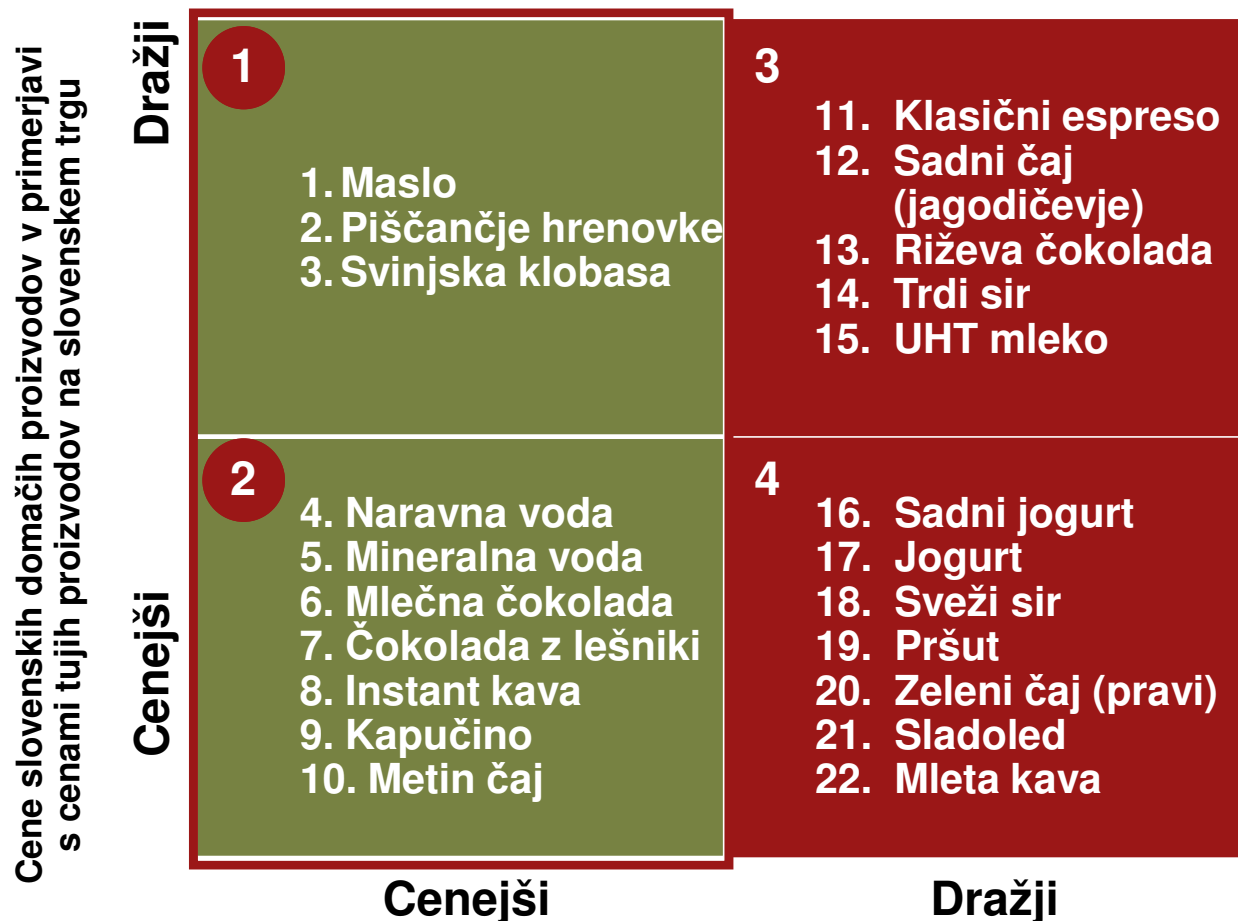 Cene slovenskih domačih proizvodov v primerjavi
s cenami tujih proizvodov na slovenskem trgu
Dražji
Cenejši
1
1. Maslo
2. Piščančje hrenovke
3. Svinjska klobasa
3
11. Klasični espreso
12. Sadni čaj
(jagodičevje)
13. Riževa čokolada
14. Trdi sir
15. UHT mleko
2
4. Naravna voda
5. Mineralna voda
6. Mlečna čokolada
7. Čokolada z lešniki
8. Instant kava
9. Kapučino
10. Metin čaj
4
16. Sadni jogurt
17. Jogurt
18. Sveži sir
19. Pršut
20. Zeleni čaj (pravi)
21. Sladoled
22. Mleta kava
Cenejši
Dražji